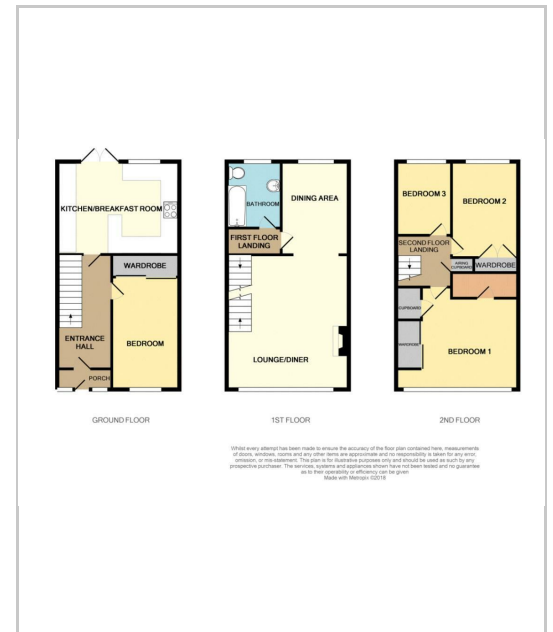 KITCHEN/BREAKFAST ROOM
WARDROBE
BEDROOM
ENTRANCE
HALL
PORCH
GROUND FLOOR
BATHROOM
DINING AREA
FIRST FLOOR
LANDING
LOUNGE/DINER
1ST FLOOR
BEDROOM 3
BEDROOM 2
SECOND FLOOR
LANDING
AIRING
CUPBOARD
WARDROBE
CUPBOARD
WARDROBE
BEDROOM 1
2ND FLOOR
Whilst every attempt has been made to ensure the accuracy of the floor plan contained here, measurements
of doors, windows, rooms and any other items are approximate and no responsibility is taken for any error,
omission, or mis-statement. This plan is for illustrative purposes only and should be used as such by any
prospective purchaser. The services, systems and appliances shown have not been tested and no guarantee
as to their operability or efficiency can be given
Made with Metropix ©2018